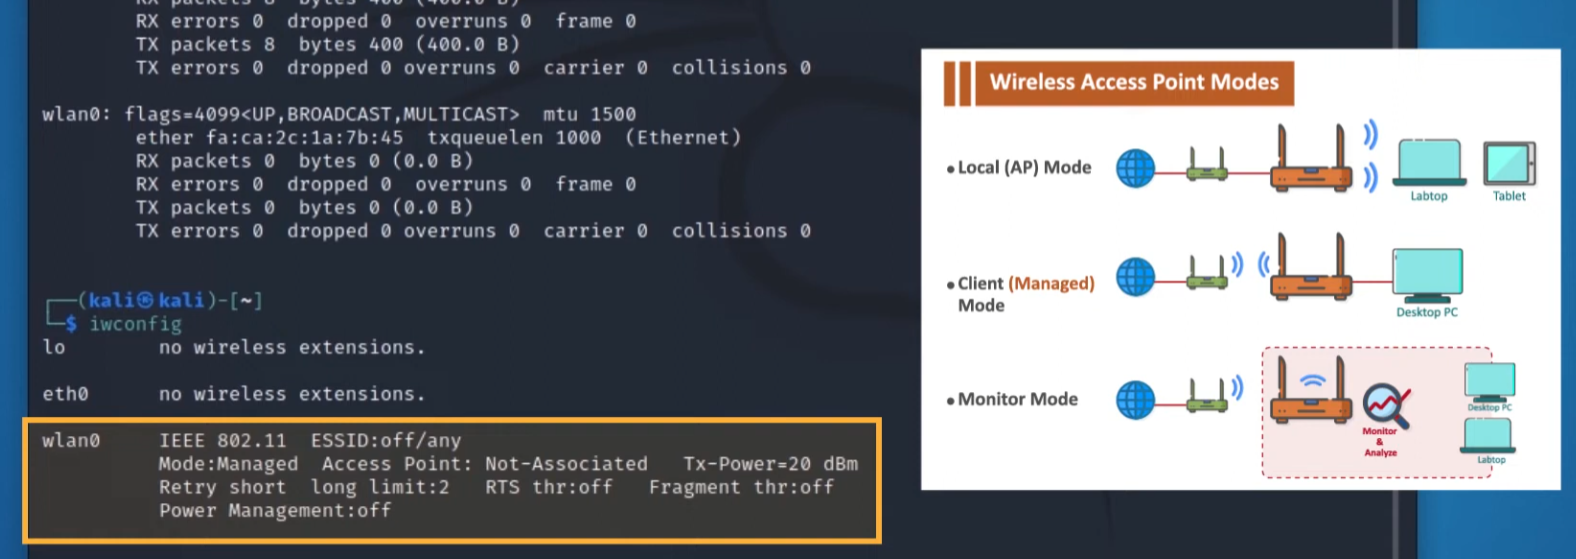 RX packets 8  bytes 400 (400.0 B)
RX errors 0  dropped 0  overruns 0  frame 0
TX packets 8  bytes 400 (400.0 B)
TX errors 0  dropped 0 overruns 0  carrier 0  collisions 0
wlan0: flags=4099<UP,BROADCAST,MULTICAST>  mtu 1500
ether fa:ca:2c:1a:7b:45  txqueuelen 1000  (Ethernet)
RX packets 0  bytes 0 (0.0 B)
RX errors 0  dropped 0  overruns 0  frame 0
TX packets 0  bytes 0 (0.0 B)
TX errors 0  dropped 0 overruns 0  carrier 0  collisions 0
┌──(kali㉿kali)-[~]
└─$ iwconfig
lo        no wireless extensions.
eth0      no wireless extensions.
wlan0     IEEE 802.11  ESSID:off/any
Mode:Managed  Access Point: Not-Associated   Tx-Power=20 dBm
Retry short  long limit:2   RTS thr:off   Fragment thr:off
Power Management:off
Wireless Access Point Modes
• Local (AP) Mode
Labtop
Tablet
• Client (Managed)
Mode
Desktop PC
• Monitor Mode
Monitor
&
Analyze
Desktop PC
Labtop